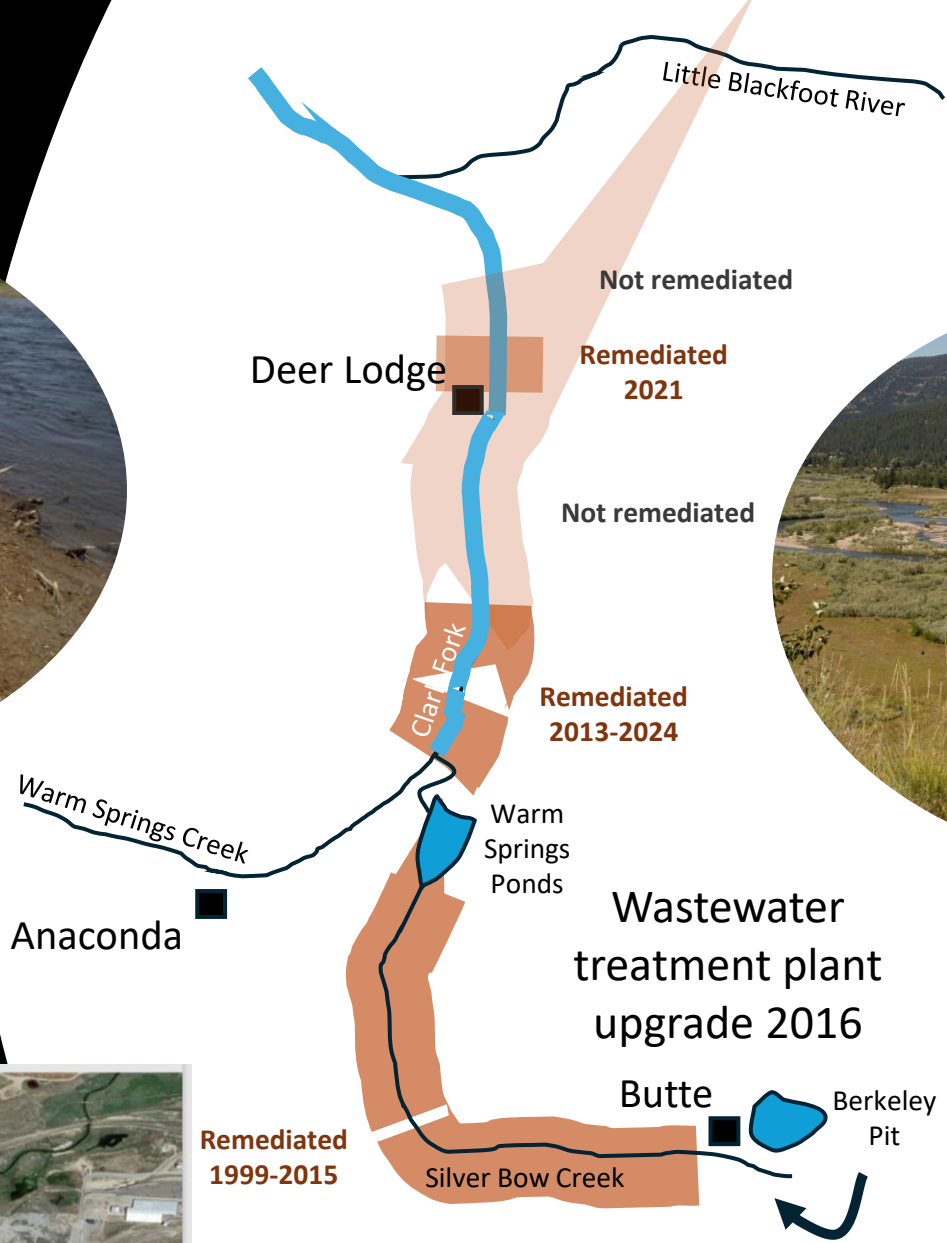 Little Blackfoot River
Not remediated
Deer Lodge
Remediated
2021
Not remediated
Clark Fork
Remediated
2013-2024
Warm Springs Creek
Warm
Springs
Ponds
Anaconda
Wastewater
treatment plant
upgrade 2016
Butte
Berkeley
Pit
Remediated
1999-2015
Silver Bow Creek